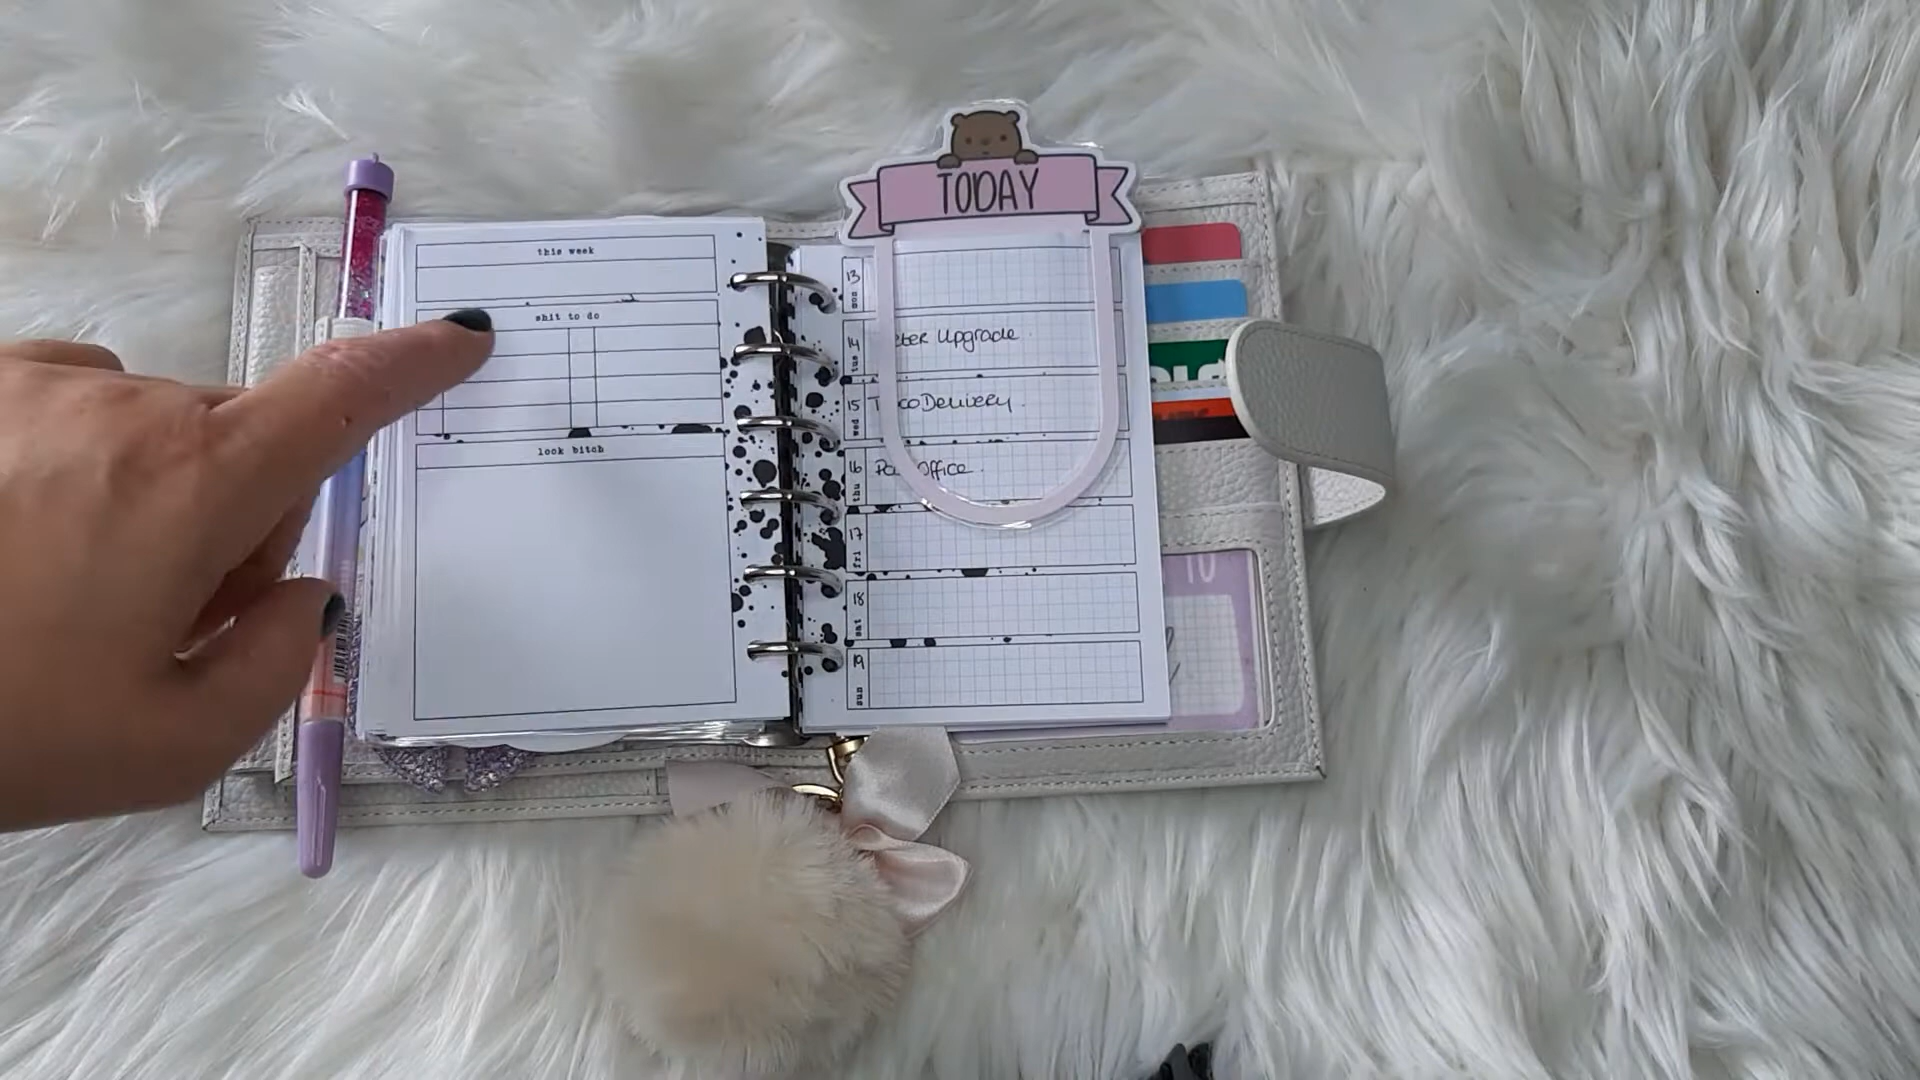 TODAY
this week
shit to do
look bitch
13
mon
14 Upgrade
tue
15 Delivery
wed
16 Office
thu
17
fri
18
sat
19
sun
10